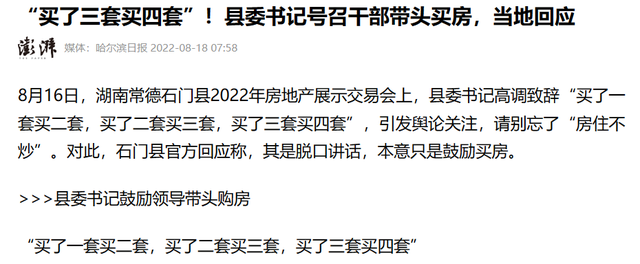 “买了三套买四套”！县委书记号召干部带头买房，当地回应
澎湃 媒体：哈尔滨日报 2022-08-18 07:58
8月16日，湖南常德石门县2022年房地产展示交易会上，县委书记高调致辞“买了一
套买二套，买了二套买三套，买了三套买四套”，引发舆论关注，请别忘了“房住不
炒”。对此，石门县官方回应称，其是脱口讲话，本意只是鼓励买房。
>>>县委书记鼓励领导带头购房
“买了一套买二套，买了二套买三套，买了三套买四套”